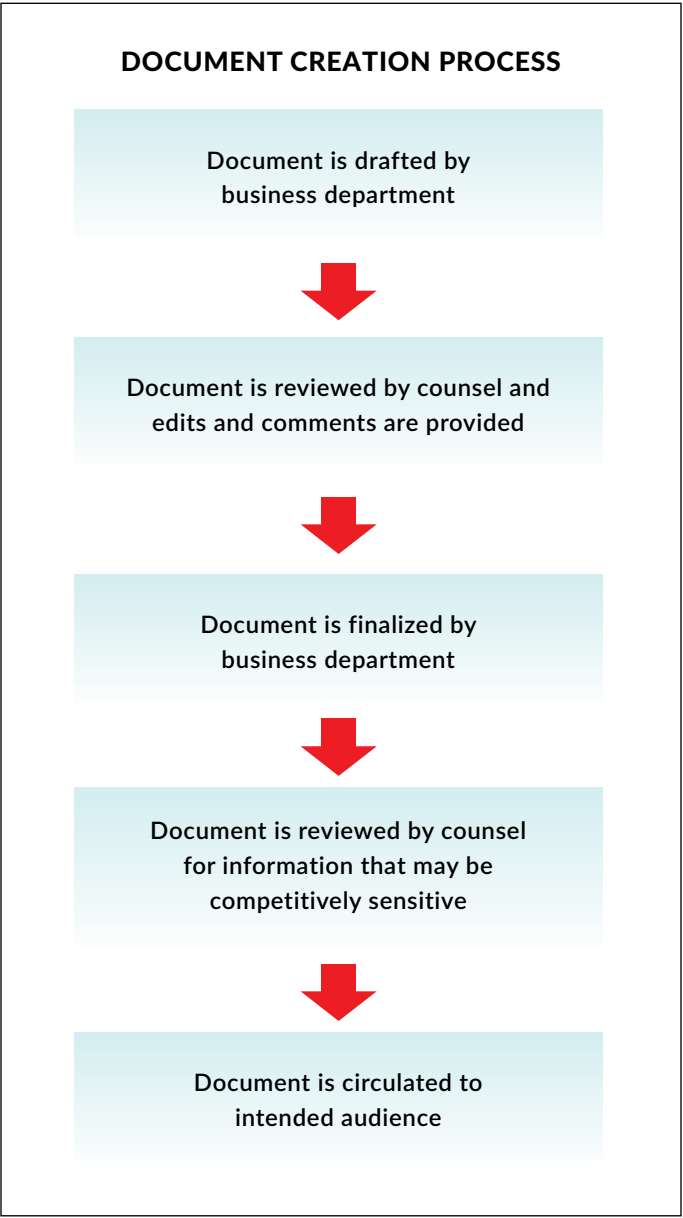 DOCUMENT CREATION PROCESS
Document is drafted by
business department
Document is reviewed by counsel and
edits and comments are provided
Document is finalized by
business department
Document is reviewed by counsel
for information that may be
competitively sensitive
Document is circulated to
intended audience